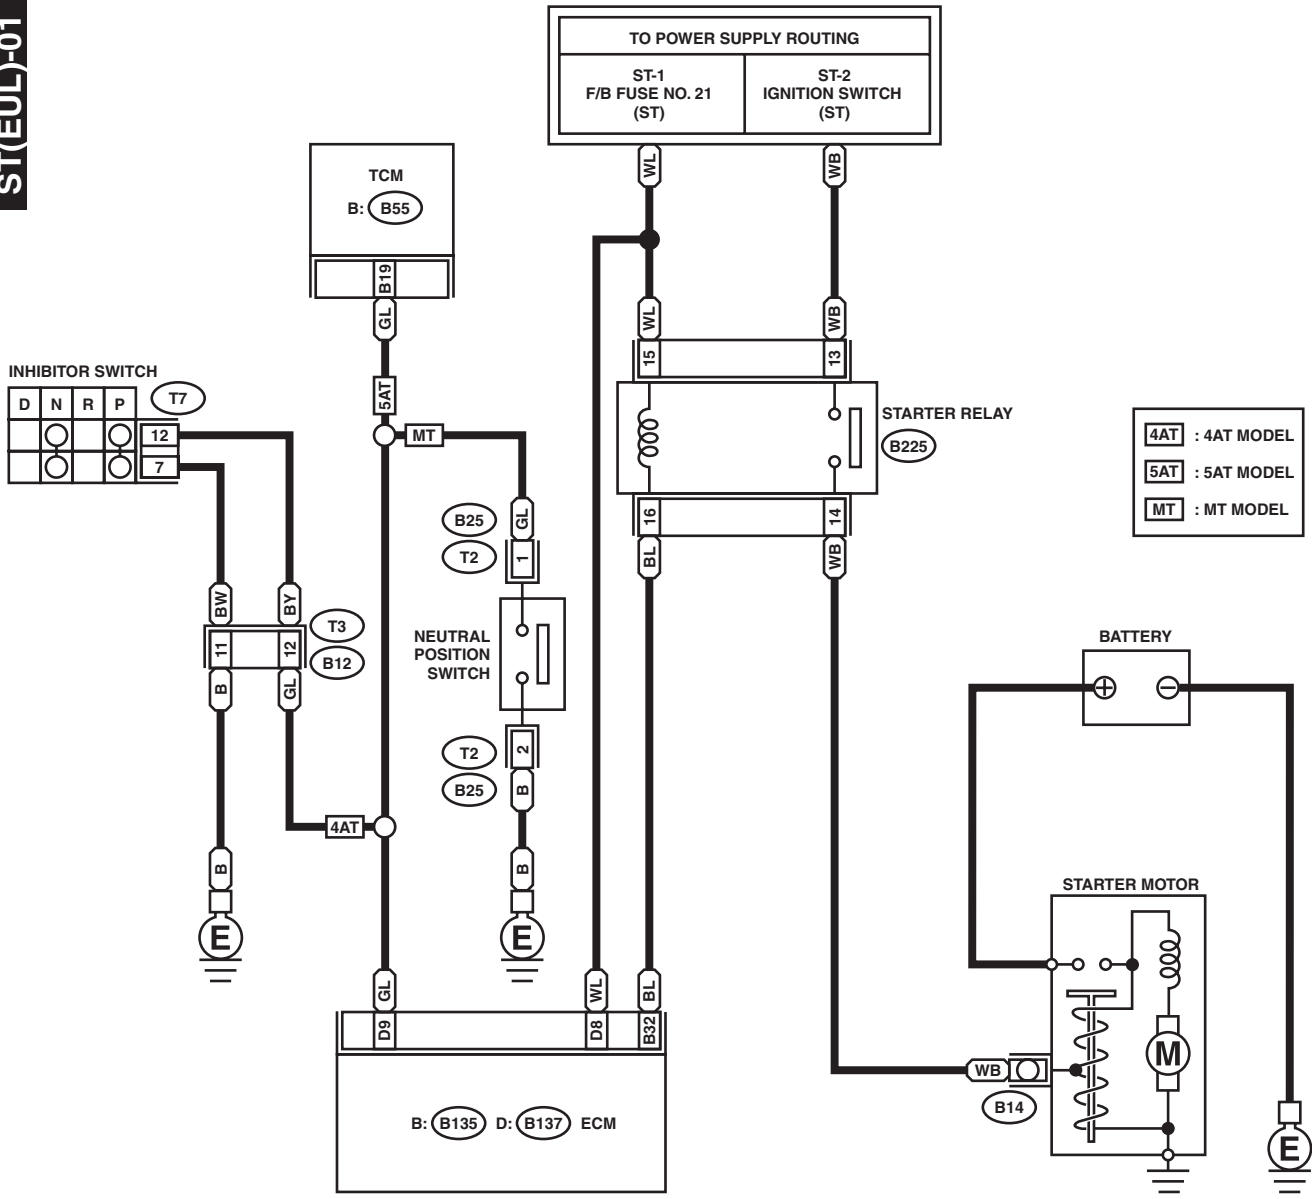 ST(EUL)-01
TO POWER SUPPLY ROUTING
ST-1
F/B FUSE NO. 21
(ST)
ST-2
IGNITION SWITCH
(ST)
WL
WB
TCM
B: B55
B19
GL
5AT
MT
WL
WB
15
13
STARTER RELAY
B225
16
14
BL
WB
INHIBITOR SWITCH
D N R P
T7
12
7
4AT : 4AT MODEL
5AT : 5AT MODEL
MT : MT MODEL
B25
GL
T2
1
NEUTRAL
POSITION
SWITCH
T2
2
B25
B
B
E
BW
BY
T3
11
12
B12
B
GL
4AT
B
E
BATTERY
+ −
STARTER MOTOR
M
WB
B14
E
GL
WL
BL
D9
D8
B32
B: B135 D: B137 ECM